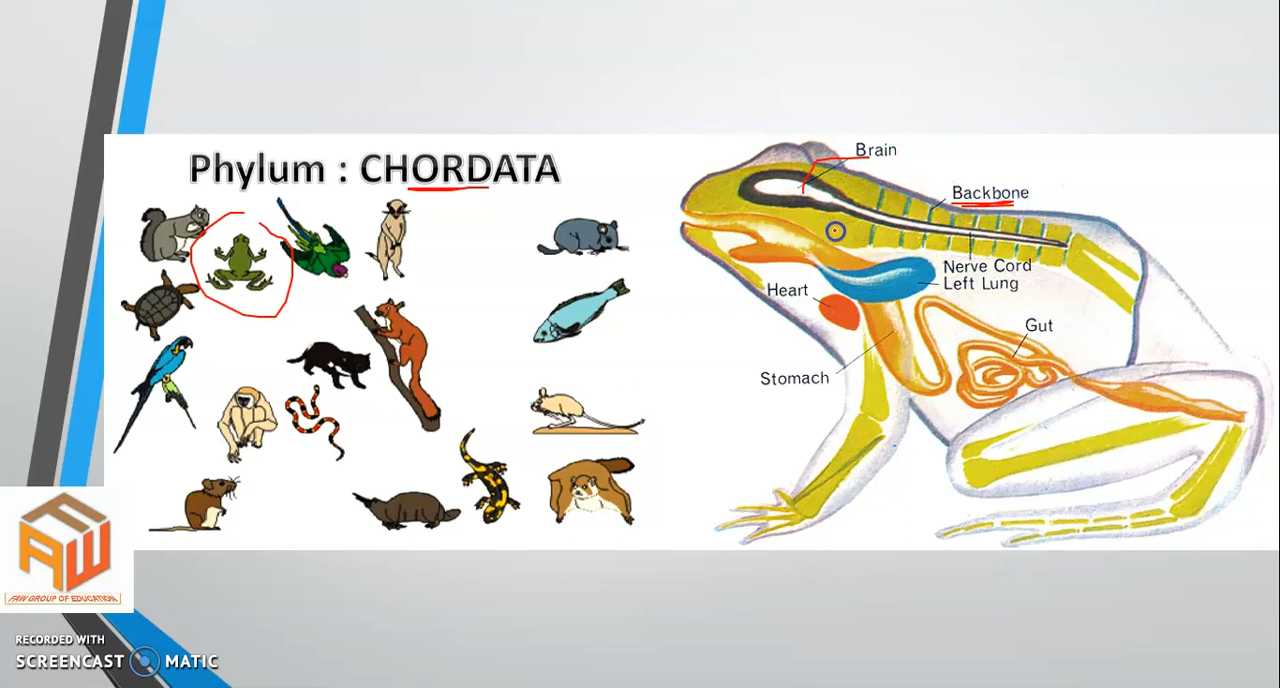 Phylum : CHORDATA
Brain
Backbone
Nerve Cord
Left Lung
Heart
Gut
Stomach
FAW GROUP OF EDUCATION
RECORDED WITH
SCREENCAST MATIC